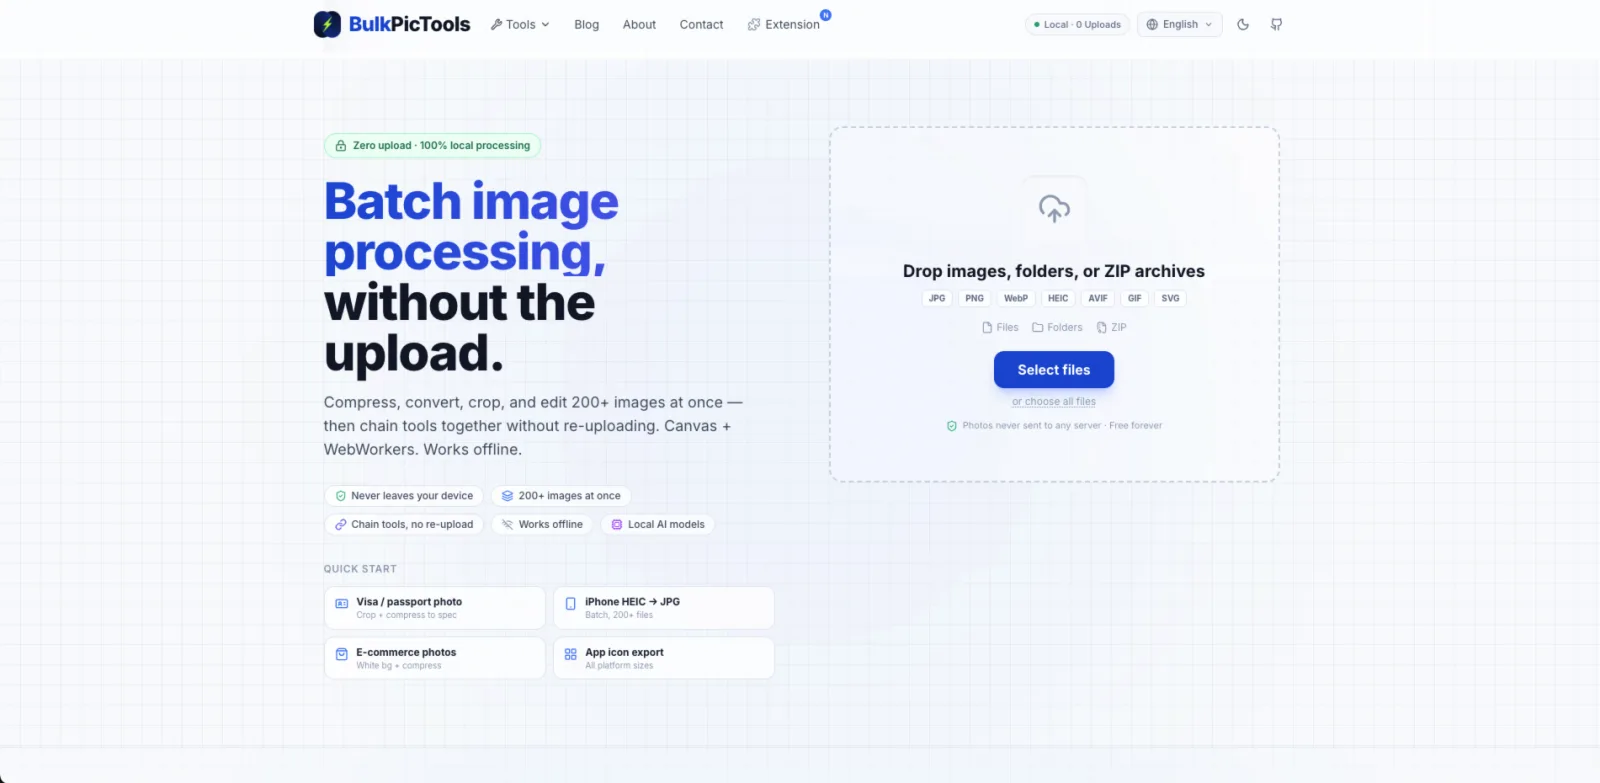 BulkPicTools
Tools
Blog
About
Contact
Extension
N
Local · 0 Uploads
English
Zero upload · 100% local processing
Batch image
processing,
without the
upload.
Compress, convert, crop, and edit 200+ images at once —
then chain tools together without re-uploading. Canvas +
WebWorkers. Works offline.
Never leaves your device
200+ images at once
Chain tools, no re-upload
Works offline
Local AI models
QUICK START
Visa / passport photo
Crop + compress to spec
iPhone HEIC → JPG
Batch, 200+ files
E-commerce photos
White bg + compress
App icon export
All platform sizes
Drop images, folders, or ZIP archives
JPG PNG WebP HEIC AVIF GIF SVG
Files Folders ZIP
Select files
or choose all files
Photos never sent to any server · Free forever